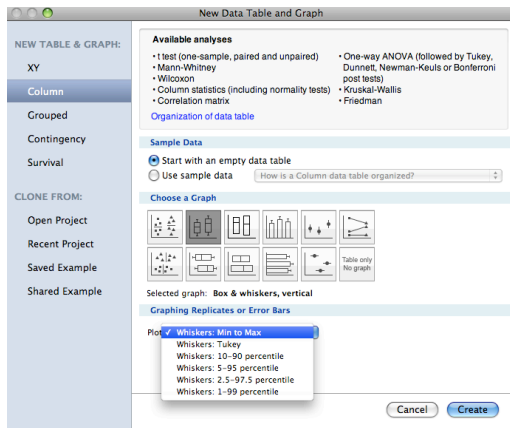 New Data Table and Graph
NEW TABLE & GRAPH:
XY
Column
Grouped
Contingency
Survival
CLONE FROM:
Open Project
Recent Project
Saved Example
Shared Example
Available analyses
• t test (one-sample, paired and unpaired)
• Mann-Whitney
• Wilcoxon
• Column statistics (including normality tests)
• Correlation matrix
• One-way ANOVA (followed by Tukey,
Dunnett, Newman-Keuls or Bonferroni
post tests)
• Kruskal-Wallis
• Friedman
Organization of data table
Sample Data
Start with an empty data table
Use sample data
How is a Column data table organized?
Choose a Graph
Table only
No graph
Selected graph: Box & whiskers, vertical
Graphing Replicates or Error Bars
Plot
✓ Whiskers: Min to Max
Whiskers: Tukey
Whiskers: 10-90 percentile
Whiskers: 5-95 percentile
Whiskers: 2.5-97.5 percentile
Whiskers: 1-99 percentile
Cancel
Create